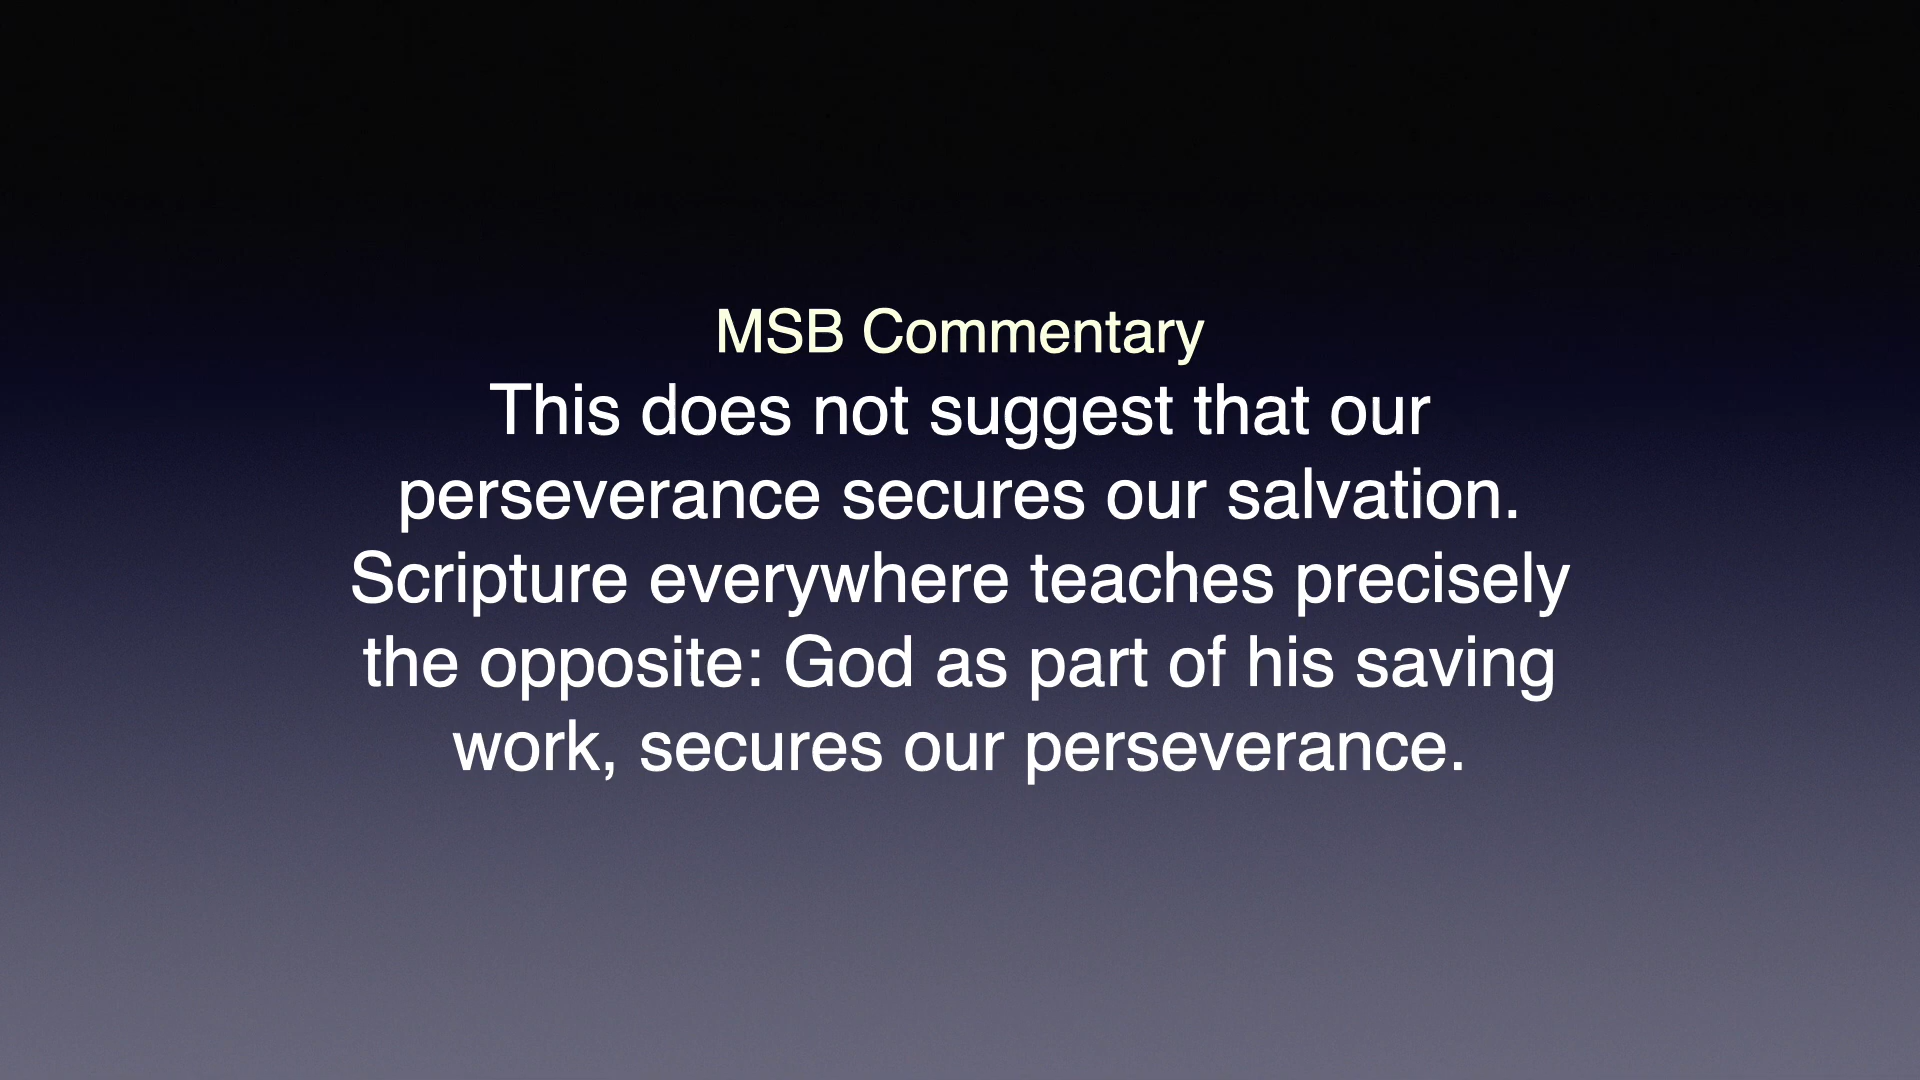 MSB Commentary
This does not suggest that our
perseverance secures our salvation.
Scripture everywhere teaches precisely
the opposite: God as part of his saving
work, secures our perseverance.